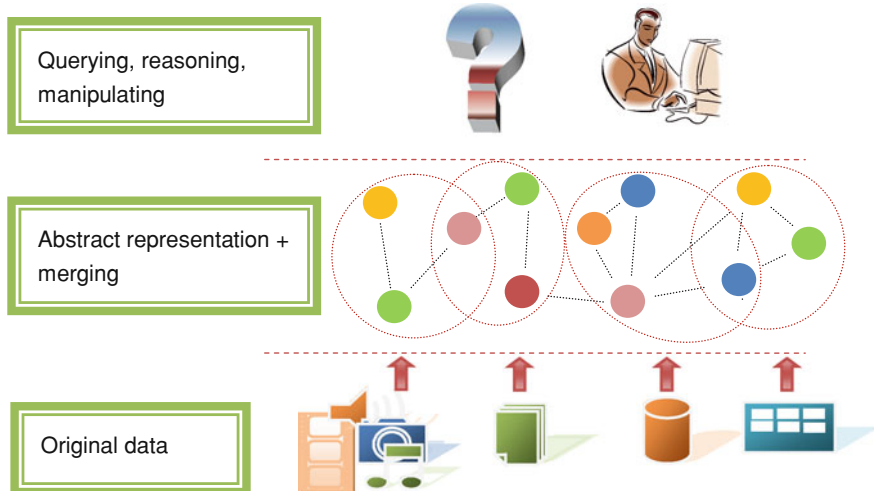 Querying, reasoning,
manipulating
Abstract representation +
merging
Original data